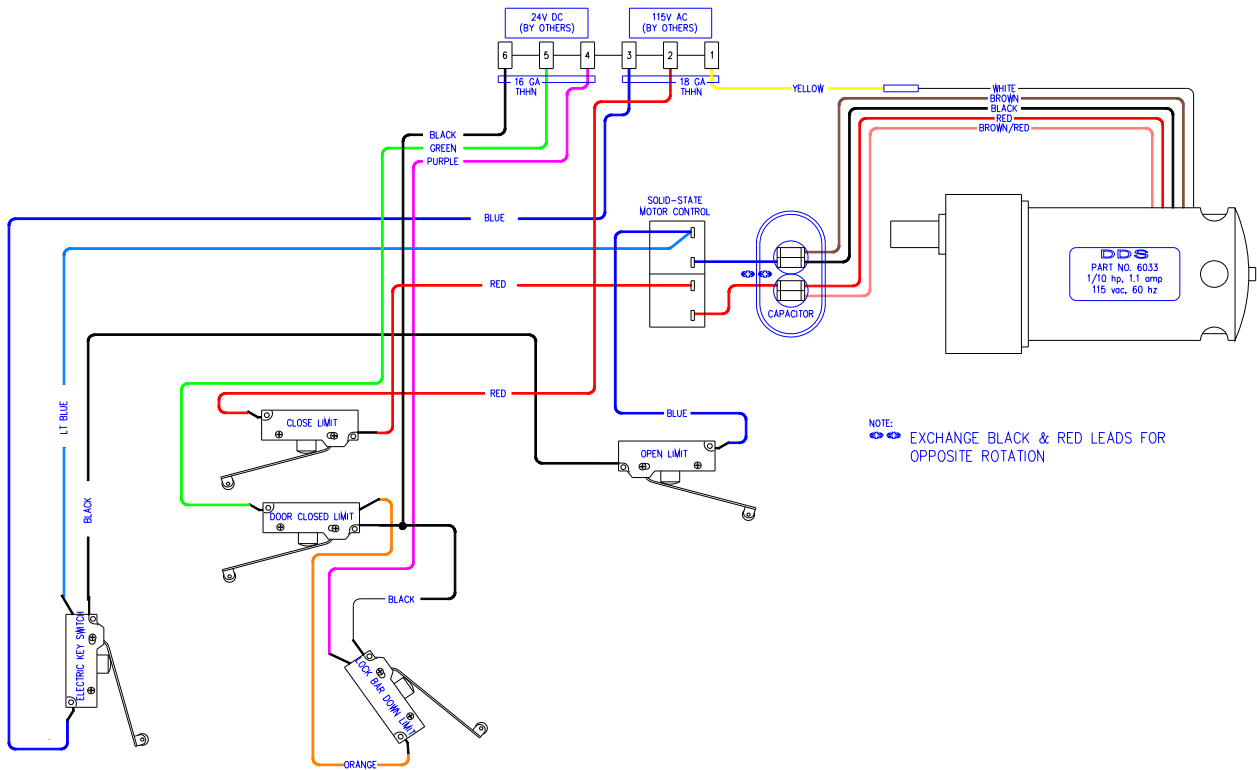 24V DC
(BY OTHERS)
115V AC
(BY OTHERS)
6
5
4
3
2
1
16 GA
THHN
18 GA
THHN
YELLOW
WHITE
BROWN
BLACK
RED
BROWN/RED
BLACK
GREEN
PURPLE
BLUE
SOLID-STATE
MOTOR CONTROL
DDS
PART NO. 6033
1/10 hp, 1.1 amp
115 vac, 60 hz
RED
CAPACITOR
RED
LT BLUE
BLUE
CLOSE LIMIT
OPEN LIMIT
NOTE:
EXCHANGE BLACK & RED LEADS FOR
OPPOSITE ROTATION
BLACK
DOOR CLOSED LIMIT
BLACK
ELECTRIC KEY SWITCH
LOCK BAR DOWN LIMIT
ORANGE